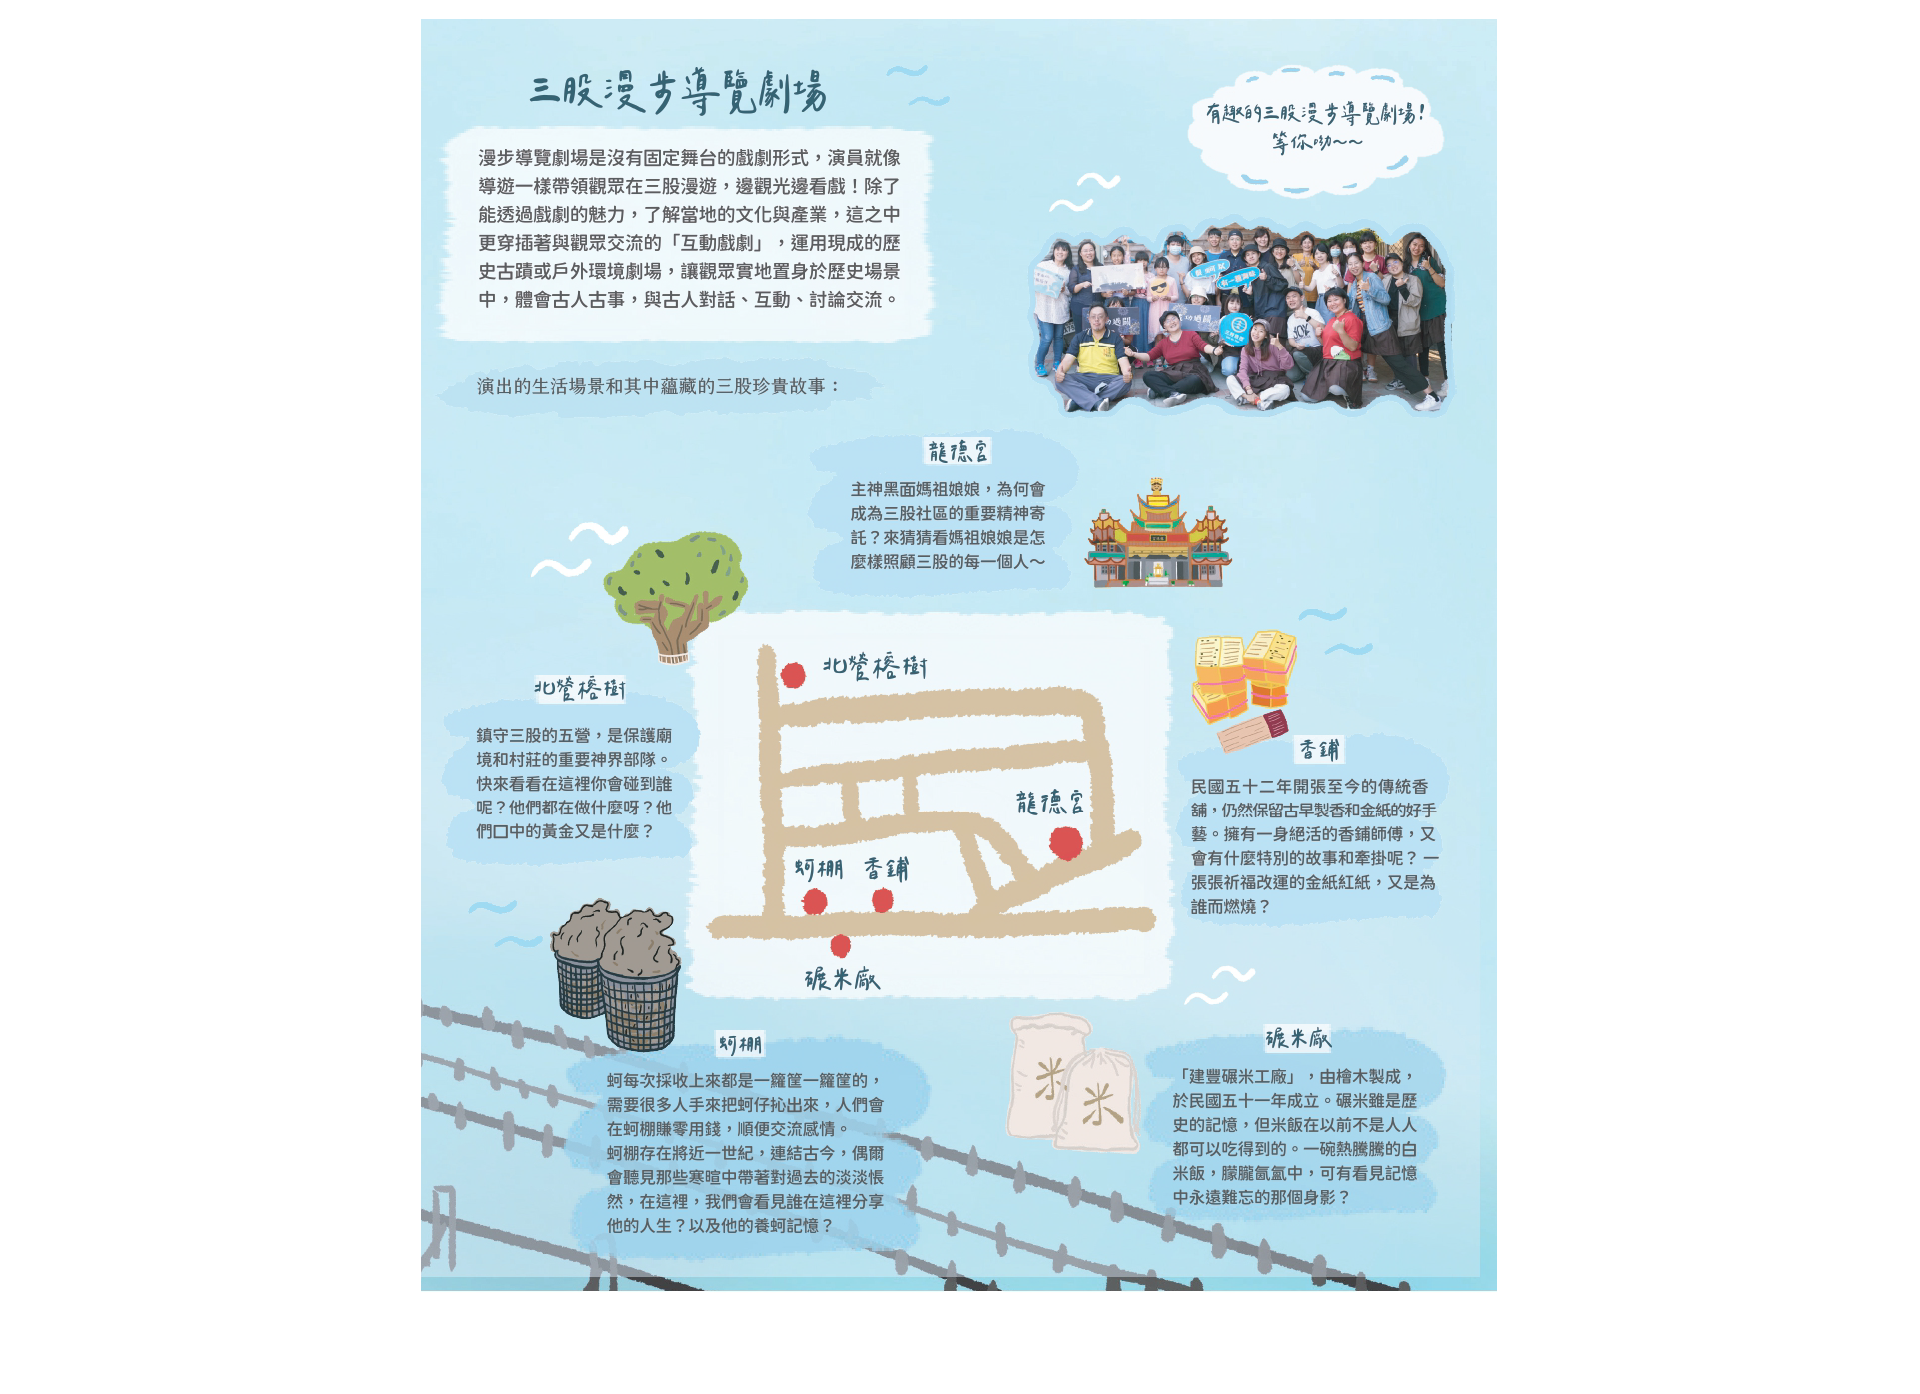 三股漫步導覽劇場
漫步導覽劇場是沒有固定舞台的戲劇形式，演員就像
導遊一樣帶領觀眾在三股漫遊，邊觀光邊看戲！除了
能透過戲劇的魅力，了解當地的文化與產業，這之中
更穿插著與觀眾交流的「互動戲劇」，運用現成的歷
史古蹟或戶外環境劇場，讓觀眾實地置身於歷史場景
中，體會古人古事，與古人對話、互動、討論交流。
有趣的三股漫步導覽劇場!
等你呦～～
演出的生活場景和其中蘊藏的三股珍貴故事：
龍德宮
主神黑面媽祖娘娘，為何會
成為三股社區的重要精神寄
託？來猜猜看媽祖娘娘是怎
麼樣照顧三股的每一個人～
北營榕樹
鎮守三股的五營，是保護廟
境和村莊的重要神界部隊。
快來看看在這裡你會碰到誰
呢？他們都在做什麼呀？他
們口中的黃金又是什麼？
北營榕樹
龍德宮
蚵棚
香鋪
碾米廠
香鋪
民國五十二年開張至今的傳統香
舖，仍然保留古早製香和金紙的好手
藝。擁有一身絕活的香鋪師傅，又
會有什麼特別的故事和牽掛呢？一
張張祈福改運的金紙紅紙，又是為
誰而燃燒？
蚵棚
蚵每次採收上來都是一籮筐一籮筐的，
需要很多人手來把蚵仔抋出來，人們會
在蚵棚賺零用錢，順便交流感情。
蚵棚存在將近一世紀，連結古今，偶爾
會聽見那些寒暄中帶著對過去的淡淡悵
然，在這裡，我們會看見誰在這裡分享
他的人生？以及他的養蚵記憶？
米
米
碾米廠
「建豐碾米工廠」，由檜木製成，
於民國五十一年成立。碾米雖是歷
史的記憶，但米飯在以前不是人人
都可以吃得到的。一碗熱騰騰的白
米飯，朦朧氤氳中，可有看見記憶
中永遠難忘的那個身影？